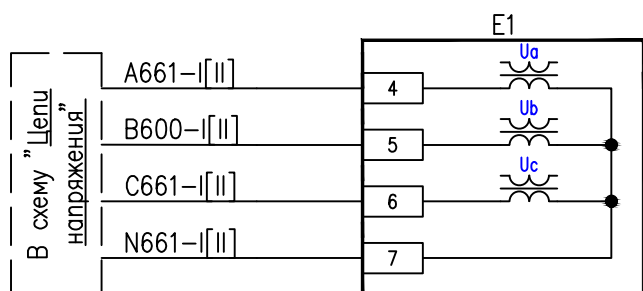 E1
Ua
A661-I[II]
4
Ub
B600-I[II]
5
Uc
C661-I[II]
6
N661-I[II]
7
В схему "Цепи
напряжения"